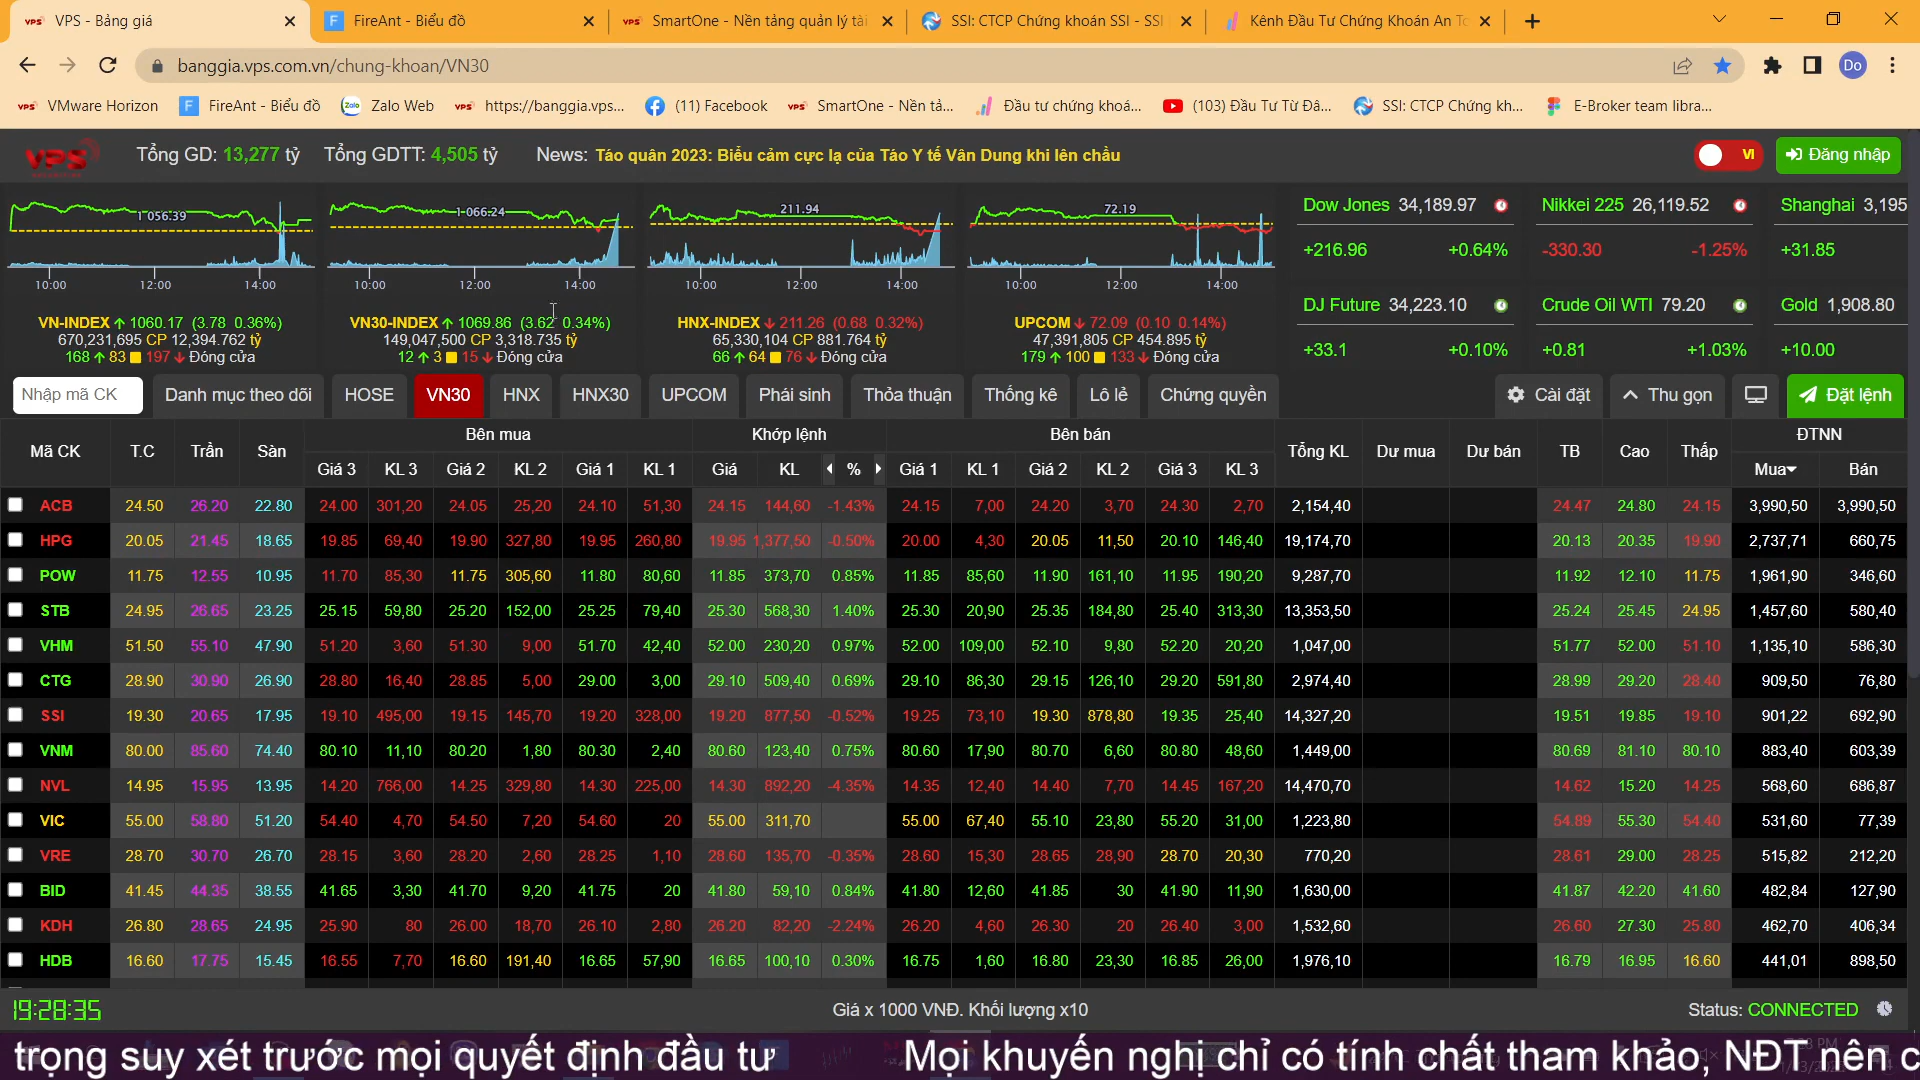 VPS - Bảng giá
FireAnt - Biểu đồ
SmartOne - Nền tảng quản lý tài
SSI: CTCP Chứng khoán SSI - SSI
Kênh Đầu Tư Chứng Khoán An To
banggia.vps.com.vn/chung-khoan/VN30
Do
VMware Horizon
FireAnt - Biểu đồ
Zalo Web
https://banggia.vps...
(11) Facebook
SmartOne - Nền tả...
Đầu tư chứng khoá...
(103) Đầu Tư Từ Đâ...
SSI: CTCP Chứng kh...
E-Broker team libra...
VPS Tổng GD: 13,277 tỷ Tổng GDTT: 4,505 tỷ News: Táo quân 2023: Biểu cảm cực lạ của Táo Y tế Vân Dung khi lên chầu VI Đăng nhập
1 056.39 1 066.24 211.94 72.19
10:00 12:00 14:00 10:00 12:00 14:00 10:00 12:00 14:00 10:00 12:00 14:00
Dow Jones 34,189.97 Nikkei 225 26,119.52 Shanghai 3,195
+216.96 +0.64% -330.30 -1.25% +31.85
DJ Future 34,223.10 Crude Oil WTI 79.20 Gold 1,908.80
+33.1 +0.10% +0.81 +1.03% +10.00
VN-INDEX 1060.17 (3.78 0.36%)
670,231,695 CP 12,394.762 tỷ
168 83 197 Đóng cửa
VN30-INDEX 1069.86 (3.62 0.34%)
149,047,500 CP 3,318.735 tỷ
12 3 15 Đóng cửa
HNX-INDEX 211.26 (0.68 0.32%)
65,330,104 CP 881.764 tỷ
66 64 76 Đóng cửa
UPCOM 72.09 (0.10 0.14%)
47,391,805 CP 454.895 tỷ
179 100 133 Đóng cửa
Nhập mã CK Danh mục theo dõi HOSE VN30 HNX HNX30 UPCOM Phái sinh Thỏa thuận Thống kê Lô lẻ Chứng quyền Cài đặt Thu gọn Đặt lệnh
Mã CK T.C Trần Sàn Bên mua Khớp lệnh Bên bán Tổng KL Dư mua Dư bán TB Cao Thấp ĐTNN
Giá 3 KL 3 Giá 2 KL 2 Giá 1 KL 1 Giá KL % Giá 1 KL 1 Giá 2 KL 2 Giá 3 KL 3 Mua Bán
ACB 24.50 26.20 22.80 24.00 301,20 24.05 25,20 24.10 51,30 24.15 144,60 -1.43% 24.15 7,00 24.20 3,70 24.30 2,70 2,154,40 24.47 24.80 24.15 3,990,50 3,990,50
HPG 20.05 21.45 18.65 19.85 69,40 19.90 327,80 19.95 260,80 19.95 1,377,50 -0.50% 20.00 4,30 20.05 11,50 20.10 146,40 19,174,70 20.13 20.35 19.90 2,737,71 660,75
POW 11.75 12.55 10.95 11.70 85,30 11.75 305,60 11.80 80,60 11.85 373,70 0.85% 11.85 85,60 11.90 161,10 11.95 190,20 9,287,70 11.92 12.10 11.75 1,961,90 346,60
STB 24.95 26.65 23.25 25.15 59,80 25.20 152,00 25.25 79,40 25.30 568,30 1.40% 25.30 20,90 25.35 184,80 25.40 313,30 13,353,50 25.24 25.45 24.95 1,457,60 580,40
VHM 51.50 55.10 47.90 51.20 3,60 51.30 9,00 51.70 42,40 52.00 230,20 0.97% 52.00 109,00 52.10 9,80 52.20 20,20 1,047,00 51.77 52.00 51.10 1,135,10 586,30
CTG 28.90 30.90 26.90 28.80 16,40 28.85 5,00 29.00 3,00 29.10 509,40 0.69% 29.10 86,30 29.15 126,10 29.20 591,80 2,974,40 28.99 29.20 28.40 909,50 76,80
SSI 19.30 20.65 17.95 19.10 495,00 19.15 145,70 19.20 328,00 19.20 877,50 -0.52% 19.25 73,10 19.30 878,80 19.35 25,40 14,327,20 19.51 19.85 19.10 901,22 692,90
VNM 80.00 85.60 74.40 80.10 11,10 80.20 1,80 80.30 2,40 80.60 123,40 0.75% 80.60 17,90 80.70 6,60 80.80 48,60 1,449,00 80.69 81.10 80.10 883,40 603,39
NVL 14.95 15.95 13.95 14.20 766,00 14.25 329,80 14.30 225,00 14.30 892,20 -4.35% 14.35 12,40 14.40 7,70 14.45 167,20 14,470,70 14.62 15.20 14.25 568,60 686,87
VIC 55.00 58.80 51.20 54.40 4,70 54.50 7,20 54.60 20 55.00 311,70 55.00 67,40 55.10 23,80 55.20 31,00 1,223,80 54.89 55.30 54.40 531,60 77,39
VRE 28.70 30.70 26.70 28.15 3,60 28.20 2,60 28.25 1,10 28.60 135,70 -0.35% 28.60 15,30 28.65 28,90 28.70 20,30 770,20 28.61 29.00 28.25 515,82 212,20
BID 41.45 44.35 38.55 41.65 3,30 41.70 9,20 41.75 20 41.80 59,10 0.84% 41.80 12,60 41.85 30 41.90 11,90 1,630,00 41.87 42.20 41.60 482,84 127,90
KDH 26.80 28.65 24.95 25.90 80 26.00 18,70 26.10 2,80 26.20 82,20 -2.24% 26.20 4,60 26.30 20 26.40 3,00 1,532,60 26.60 27.30 25.80 462,70 406,34
HDB 16.60 17.75 15.45 16.55 7,70 16.60 191,40 16.65 57,90 16.65 100,10 0.30% 16.75 1,60 16.80 23,30 16.85 26,00 1,976,10 16.79 16.95 16.60 441,01 898,50
19:28:35 Giá x 1000 VNĐ. Khối lượng x10 Status: CONNECTED
trọng suy xét trước mọi quyết định đầu tư Mọi khuyến nghị chỉ có tính chất tham khảo, NĐT nên c